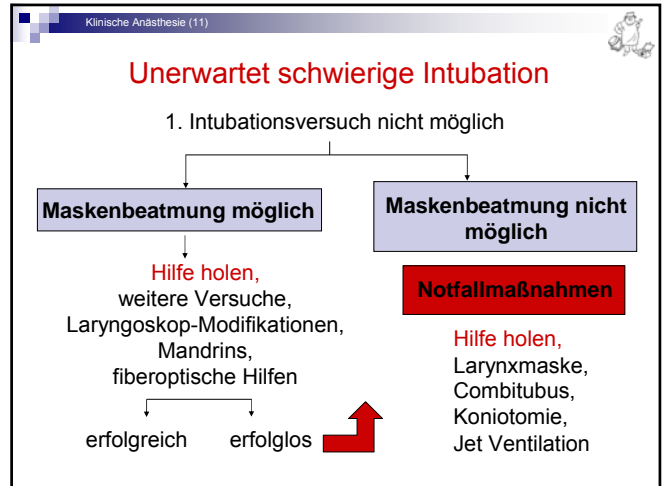 Klinische Anästhesie (11)
Unerwartet schwierige Intubation
1. Intubationsversuch nicht möglich
Maskenbeatmung möglich
Hilfe holen,
weitere Versuche,
Laryngoskop-Modifikationen,
Mandrins,
fiberoptische Hilfen
erfolgreich
erfolglos
Maskenbeatmung nicht
möglich
Notfallmaßnahmen
Hilfe holen,
Larynxmaske,
Combitubus,
Koniotomie,
Jet Ventilation